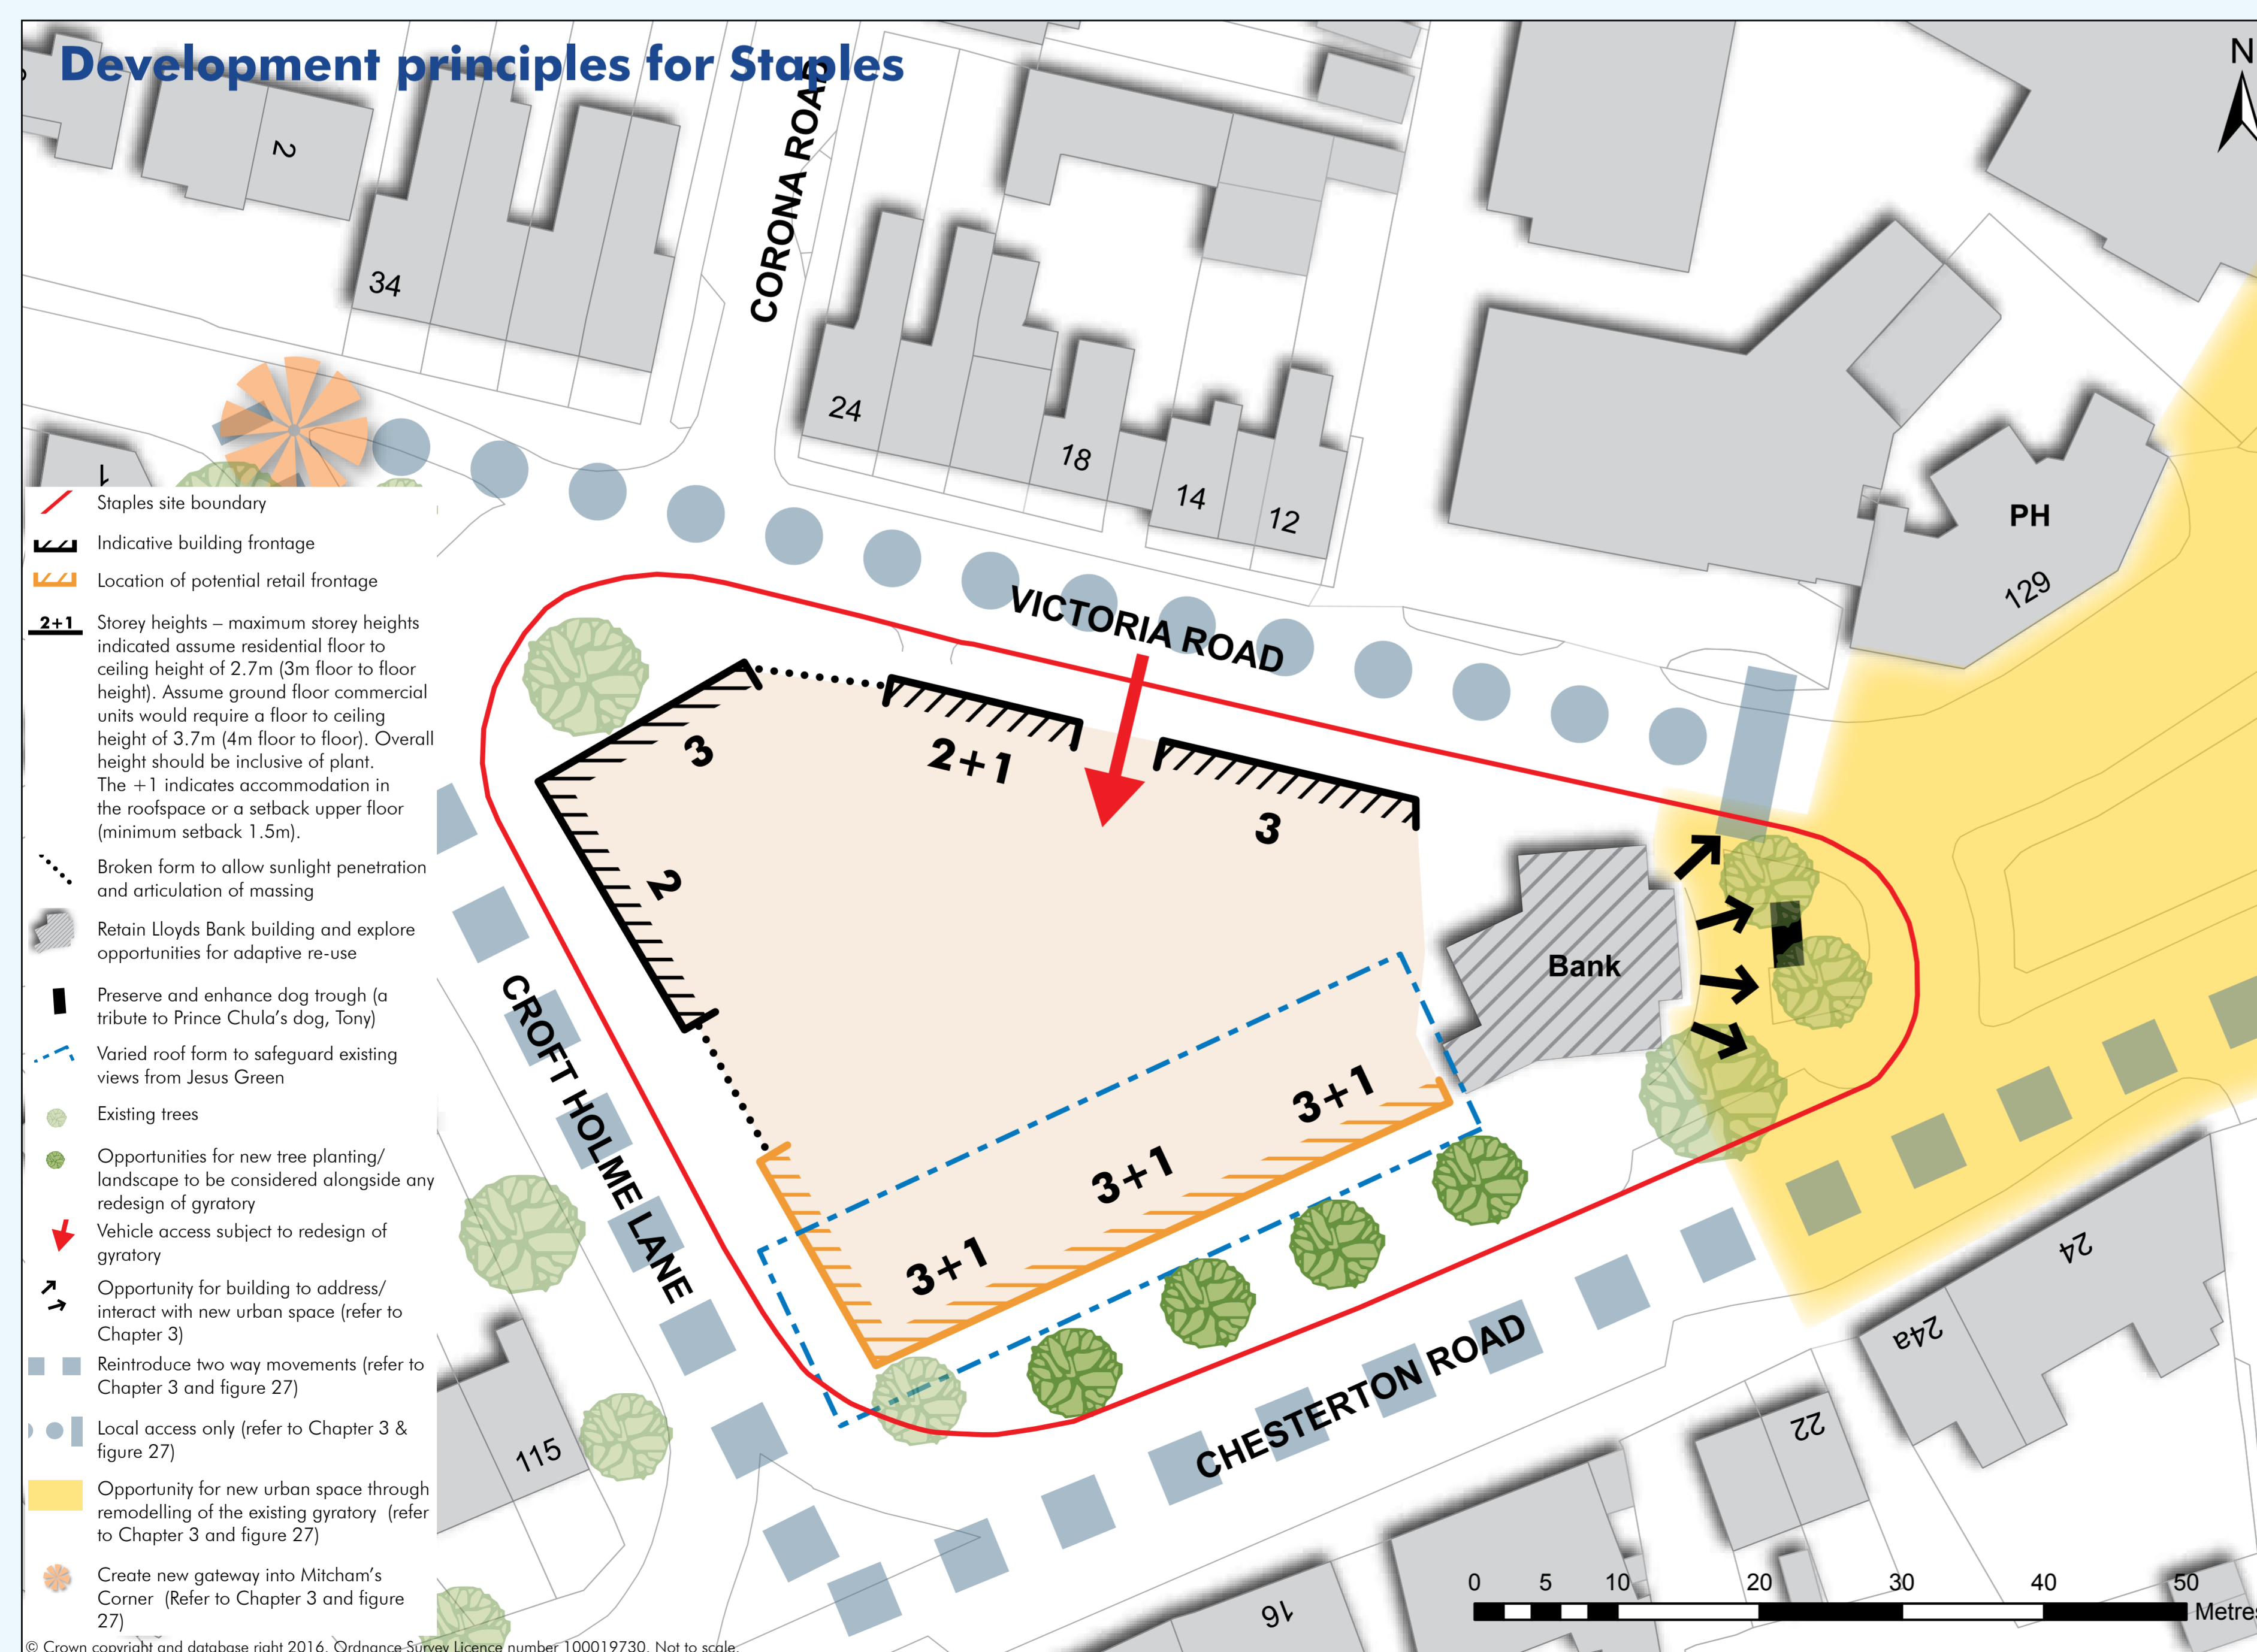 Development principles for Staples
N
2
34
CORONA ROAD
24
18
14
12
PH
129
1
VICTORIA ROAD
Staples site boundary
Indicative building frontage
Location of potential retail frontage
2+1
Storey heights – maximum storey heights
indicated assume residential floor to
ceiling height of 2.7m (3m floor to floor
height). Assume ground floor commercial
units would require a floor to ceiling
height of 3.7m (4m floor to floor). Overall
height should be inclusive of plant.
The +1 indicates accommodation in
the roofspace or a setback upper floor
(minimum setback 1.5m).
Broken form to allow sunlight penetration
and articulation of massing
Retain Lloyds Bank building and explore
opportunities for adaptive re-use
Preserve and enhance dog trough (a
tribute to Prince Chula's dog, Tony)
Varied roof form to safeguard existing
views from Jesus Green
Existing trees
Opportunities for new tree planting/
landscape to be considered alongside any
redesign of gyratory
Vehicle access subject to redesign of
gyratory
Opportunity for building to address/
interact with new urban space (refer to
Chapter 3)
Reintroduce two way movements (refer to
Chapter 3 and figure 27)
Local access only (refer to Chapter 3 &
figure 27)
Opportunity for new urban space through
remodelling of the existing gyratory (refer
to Chapter 3 and figure 27)
Create new gateway into Mitcham's
Corner (Refer to Chapter 3 and figure
27)
3
2+1
3
2
Bank
CROFT HOLME LANE
3+1
3+1
3+1
CHESTERTON ROAD
24
24a
22
115
16
0 5 10 20 30 40 50
Metres
© Crown copyright and database right 2016. Ordnance Survey Licence number 100019730. Not to scale.